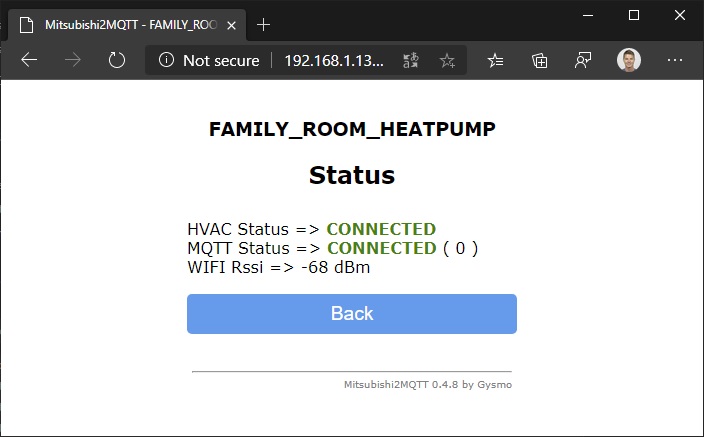 Mitsubishi2MQTT - FAMILY_ROO
Not secure | 192.168.1.13...
FAMILY_ROOM_HEATPUMP
Status
HVAC Status => CONNECTED
MQTT Status => CONNECTED ( 0 )
WIFI Rssi => -68 dBm
Back
Mitsubishi2MQTT 0.4.8 by Gysmo